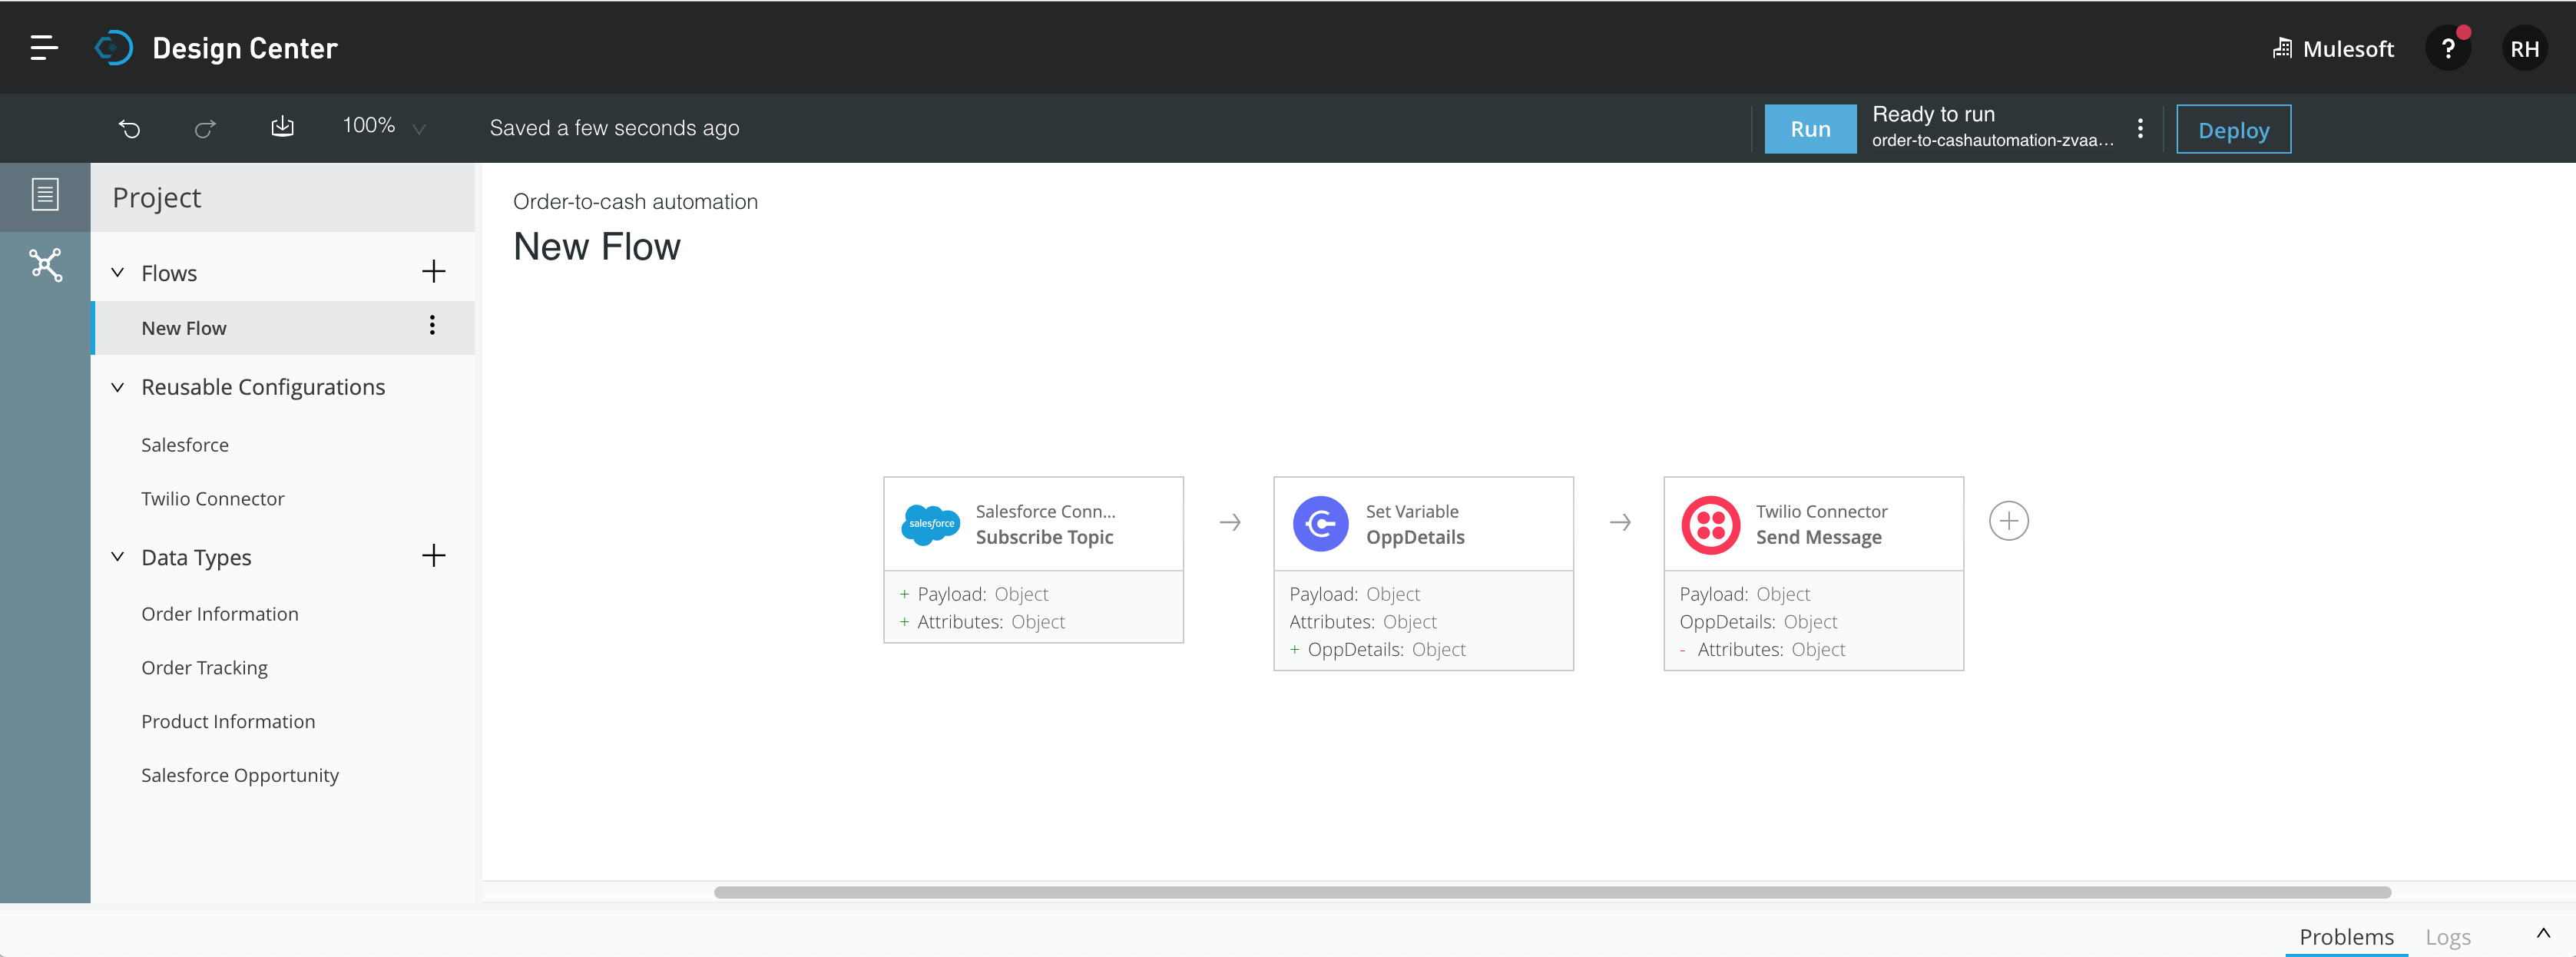 Design Center
Mulesoft
?
RH
100%
Saved a few seconds ago
Run
Ready to run
order-to-cashautomation-zvaa...
Deploy
Project
Flows
New Flow
Reusable Configurations
Salesforce
Twilio Connector
Data Types
Order Information
Order Tracking
Product Information
Salesforce Opportunity
Order-to-cash automation
New Flow
salesforce
Salesforce Conn...
Subscribe Topic
+ Payload: Object
+ Attributes: Object
Set Variable
OppDetails
Payload: Object
Attributes: Object
+ OppDetails: Object
Twilio Connector
Send Message
Payload: Object
OppDetails: Object
- Attributes: Object
Problems
Logs